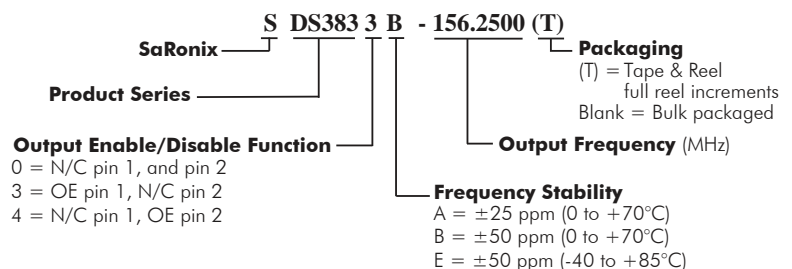 S DS383 3 B - 156.2500 (T)
SaRonix
Product Series
Output Enable/Disable Function
0 = N/C pin 1, and pin 2
3 = OE pin 1, N/C pin 2
4 = N/C pin 1, OE pin 2
Packaging
(T) = Tape & Reel
full reel increments
Blank = Bulk packaged
Output Frequency (MHz)
Frequency Stability
A = ±25 ppm (0 to +70°C)
B = ±50 ppm (0 to +70°C)
E = ±50 ppm (-40 to +85°C)